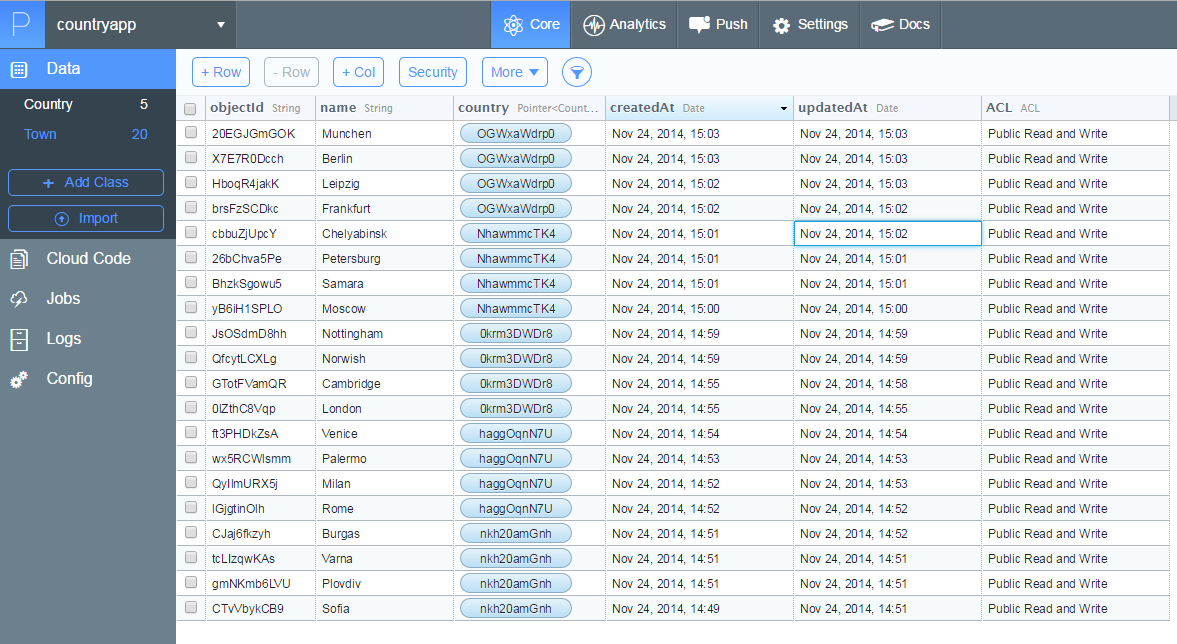 P countryapp Core Analytics Push Settings Docs
Data
Country 5
Town 20
Add Class
Import
Cloud Code
Jobs
Logs
Config
+ Row - Row + Col Security More
objectId String name String country Pointer<Count... createdAt Date updatedAt Date ACL ACL
20EGJGmGOK Munchen OGWxaWdrp0 Nov 24, 2014, 15:03 Nov 24, 2014, 15:03 Public Read and Write
X7E7R0Dcch Berlin OGWxaWdrp0 Nov 24, 2014, 15:03 Nov 24, 2014, 15:03 Public Read and Write
HboqR4jakK Leipzig OGWxaWdrp0 Nov 24, 2014, 15:02 Nov 24, 2014, 15:03 Public Read and Write
brsFzSCDkc Frankfurt OGWxaWdrp0 Nov 24, 2014, 15:02 Nov 24, 2014, 15:02 Public Read and Write
cbbuZjUpcY Chelyabinsk NhawmmcTK4 Nov 24, 2014, 15:01 Nov 24, 2014, 15:02 Public Read and Write
26bChva5Pe Petersburg NhawmmcTK4 Nov 24, 2014, 15:01 Nov 24, 2014, 15:01 Public Read and Write
BhzkSgowu5 Samara NhawmmcTK4 Nov 24, 2014, 15:01 Nov 24, 2014, 15:01 Public Read and Write
yB6iH1SPLO Moscow NhawmmcTK4 Nov 24, 2014, 15:00 Nov 24, 2014, 15:00 Public Read and Write
JsOSdmD8hh Nottingham 0krm3DWDr8 Nov 24, 2014, 14:59 Nov 24, 2014, 14:59 Public Read and Write
QfcytLCXLg Norwish 0krm3DWDr8 Nov 24, 2014, 14:59 Nov 24, 2014, 14:59 Public Read and Write
GTotFVamQR Cambridge 0krm3DWDr8 Nov 24, 2014, 14:55 Nov 24, 2014, 14:58 Public Read and Write
0lZthC8Vqp London 0krm3DWDr8 Nov 24, 2014, 14:55 Nov 24, 2014, 14:55 Public Read and Write
ft3PHDkZsA Venice haggOqnN7U Nov 24, 2014, 14:54 Nov 24, 2014, 14:54 Public Read and Write
wx5RCWlsmm Palermo haggOqnN7U Nov 24, 2014, 14:53 Nov 24, 2014, 14:53 Public Read and Write
QyIlmURX5j Milan haggOqnN7U Nov 24, 2014, 14:52 Nov 24, 2014, 14:53 Public Read and Write
lGjgtinOlh Rome haggOqnN7U Nov 24, 2014, 14:52 Nov 24, 2014, 14:52 Public Read and Write
CJaj6fkzyh Burgas nkh20amGnh Nov 24, 2014, 14:51 Nov 24, 2014, 14:52 Public Read and Write
tcLIzqwKAs Varna nkh20amGnh Nov 24, 2014, 14:51 Nov 24, 2014, 14:51 Public Read and Write
gmNKmb6LVU Plovdiv nkh20amGnh Nov 24, 2014, 14:51 Nov 24, 2014, 14:51 Public Read and Write
CTvVbykCB9 Sofia nkh20amGnh Nov 24, 2014, 14:49 Nov 24, 2014, 14:51 Public Read and Write